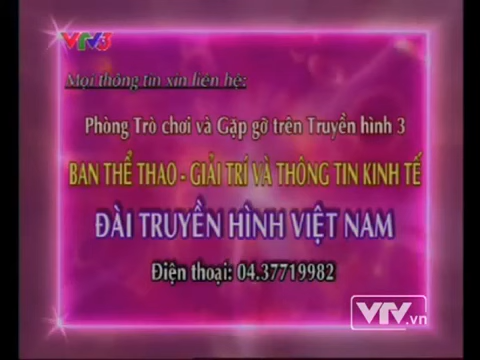 VTV3
Mọi thông tin xin liên hệ:
Phòng Trò chơi và Gặp gỡ trên Truyền hình 3
BAN THỂ THAO - GIẢI TRÍ VÀ THÔNG TIN KINH TẾ
ĐÀI TRUYỀN HÌNH VIỆT NAM
Điện thoại: 04.37719982
VTV.vn